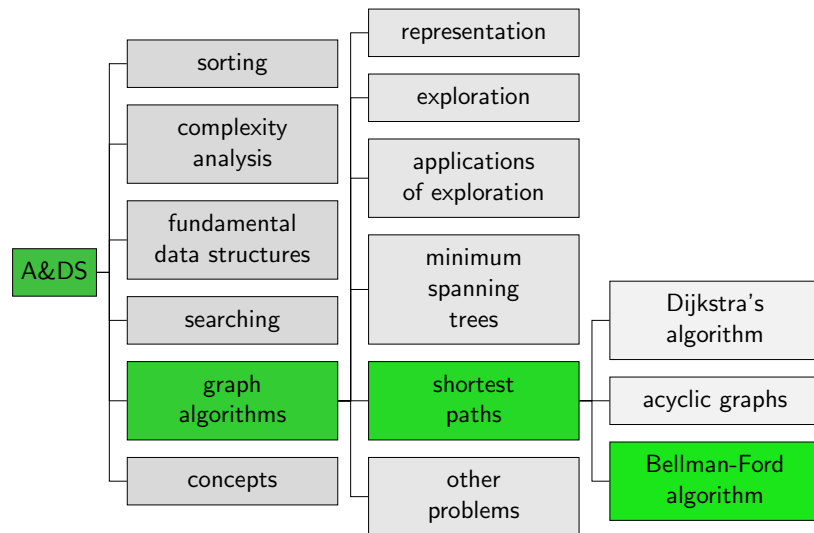 A&DS
sorting
complexity
analysis
fundamental
data structures
searching
graph
algorithms
concepts
representation
exploration
applications
of exploration
minimum
spanning
trees
shortest
paths
other
problems
Dijkstra's
algorithm
acyclic graphs
Bellman-Ford
algorithm